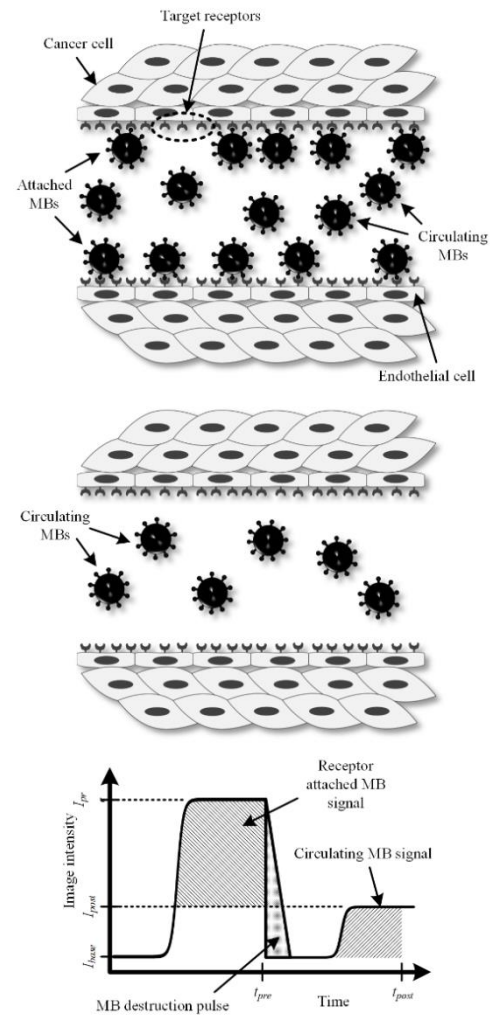 Target receptors
Cancer cell
Attached
MBs
Circulating
MBs
Endothelial cell
Circulating
MBs
Receptor
attached MB
signal
Circulating MB signal
Image intensity
I_pr
I_post
I_base
t_pre
t_post
Time
MB destruction pulse